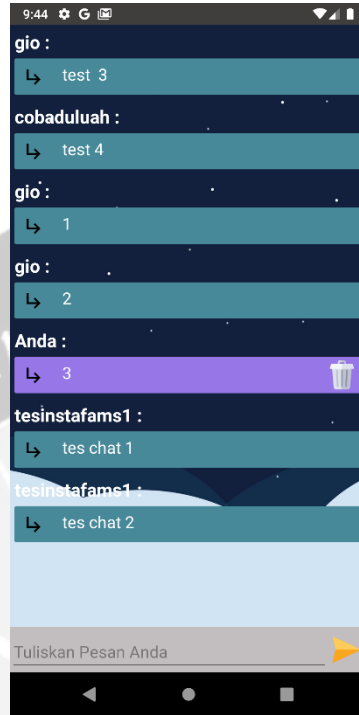 9:44 G M
gio :
test 3
cobaduluah :
test 4
gio :
1
gio :
2
Anda :
3
tesinstafams1 :
tes chat 1
tesinstafams1 :
tes chat 2
Tuliskan Pesan Anda